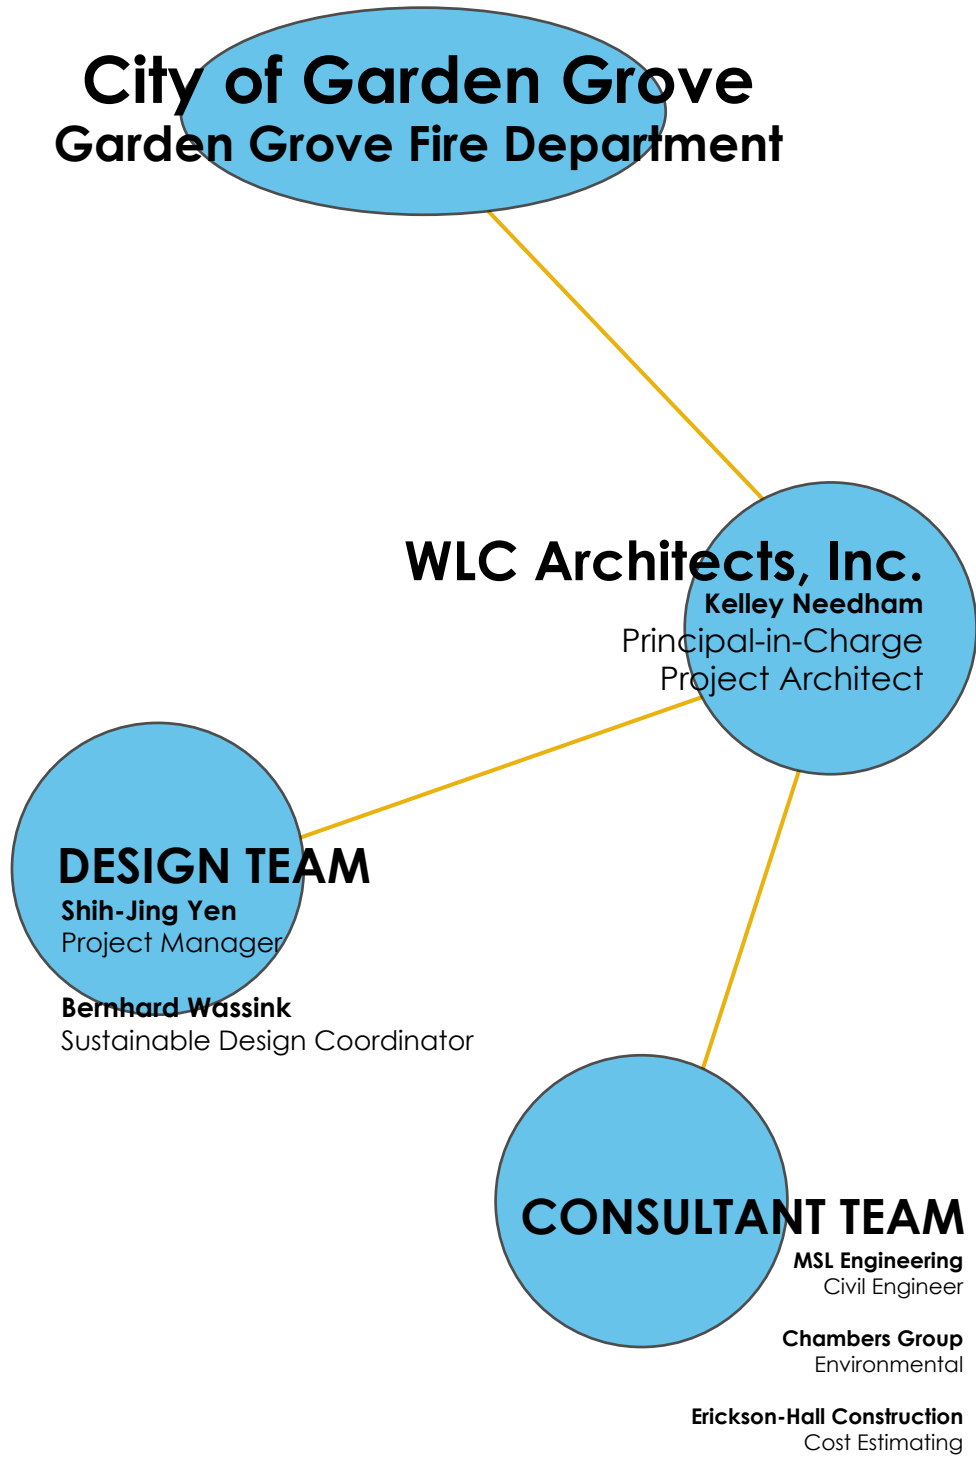 City of Garden Grove
Garden Grove Fire Department
WLC Architects, Inc.
Kelley Needham
Principal-in-Charge
Project Architect
DESIGN TEAM
Shih-Jing Yen
Project Manager
Bernhard Wassink
Sustainable Design Coordinator
CONSULTANT TEAM
MSL Engineering
Civil Engineer
Chambers Group
Environmental
Erickson-Hall Construction
Cost Estimating